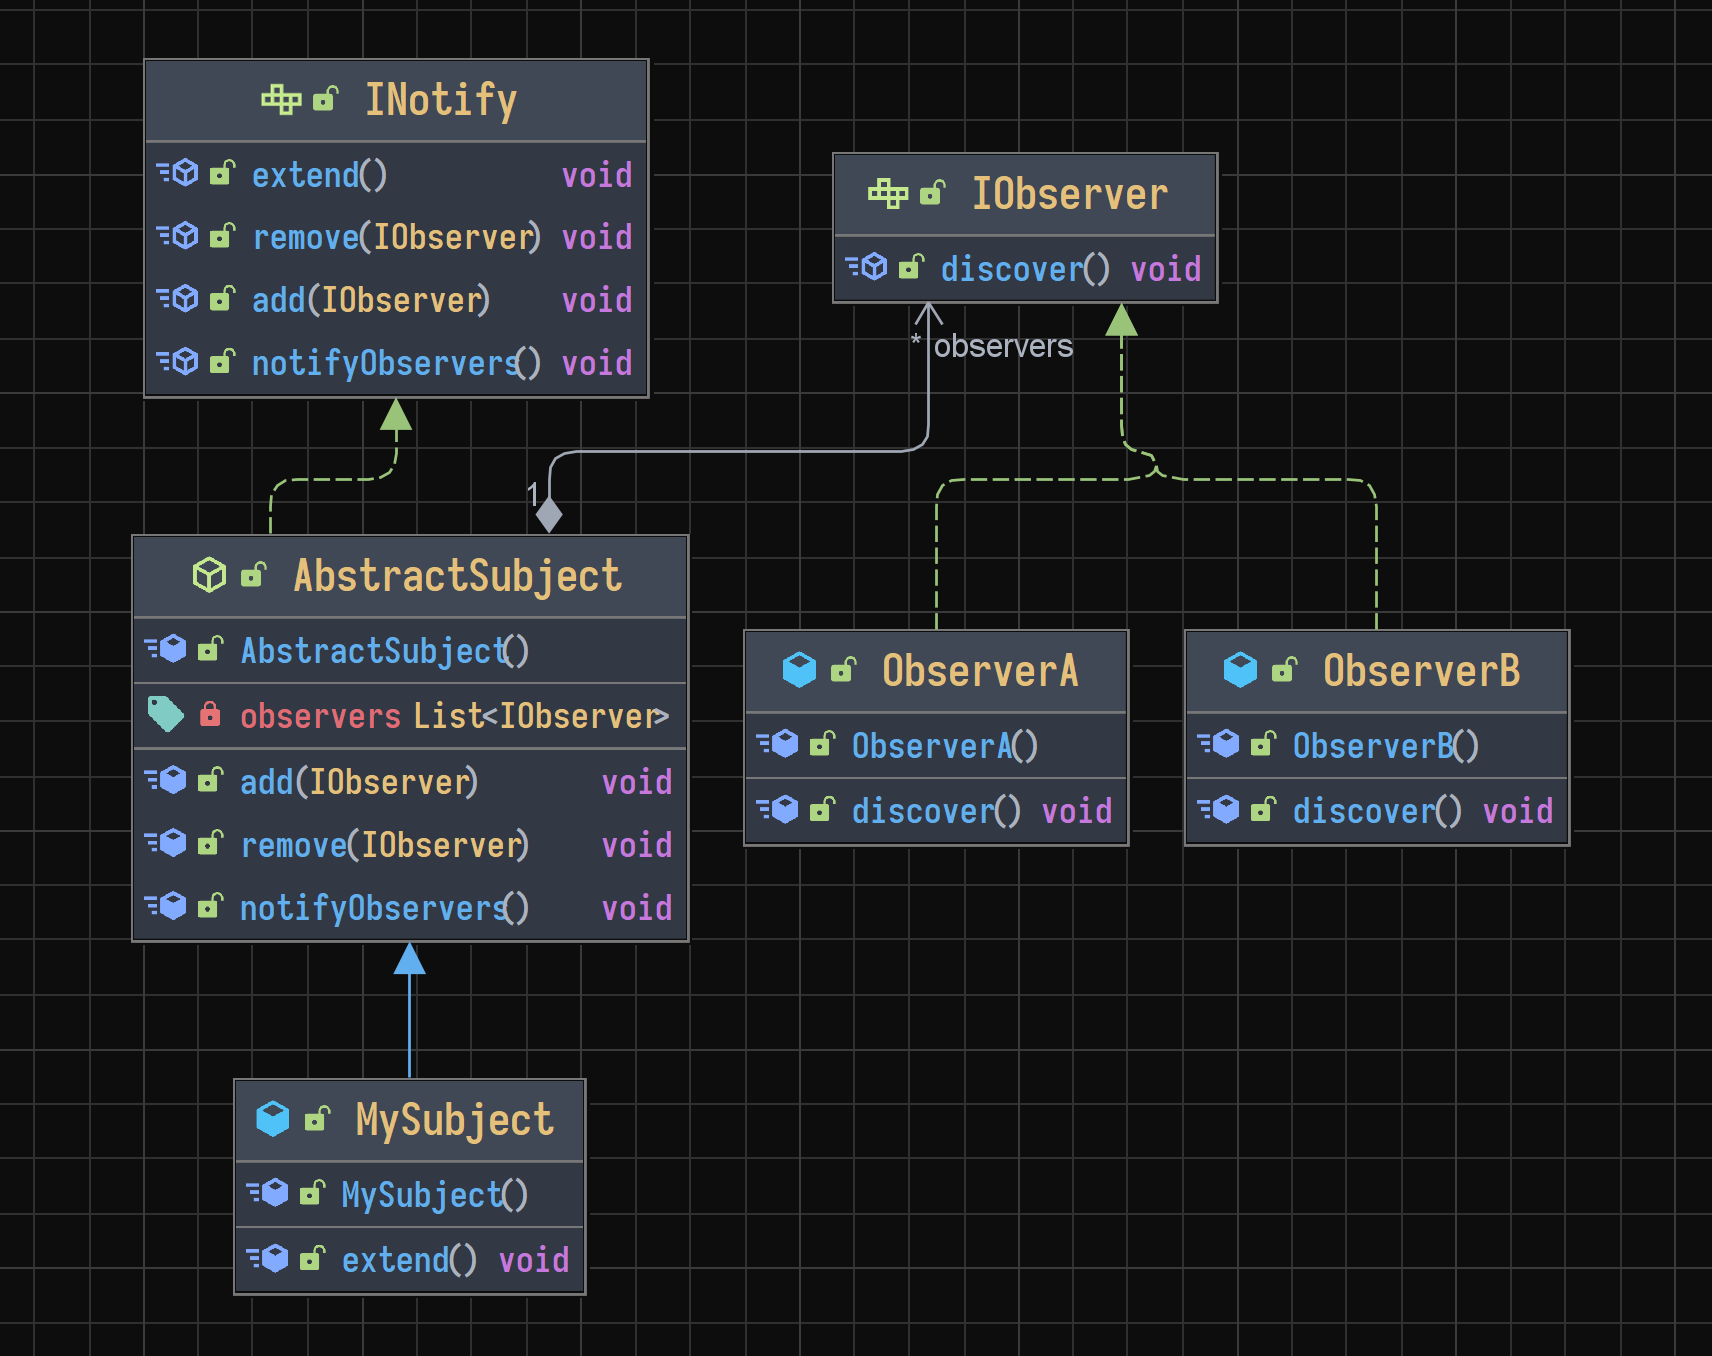 INotify
extend() void
remove(IObserver) void
add(IObserver) void
notifyObservers() void
IObserver
discover() void
* observers
1
AbstractSubject
AbstractSubject()
observers List<IObserver>
add(IObserver) void
remove(IObserver) void
notifyObservers() void
ObserverA
ObserverA()
discover() void
ObserverB
ObserverB()
discover() void
MySubject
MySubject()
extend() void